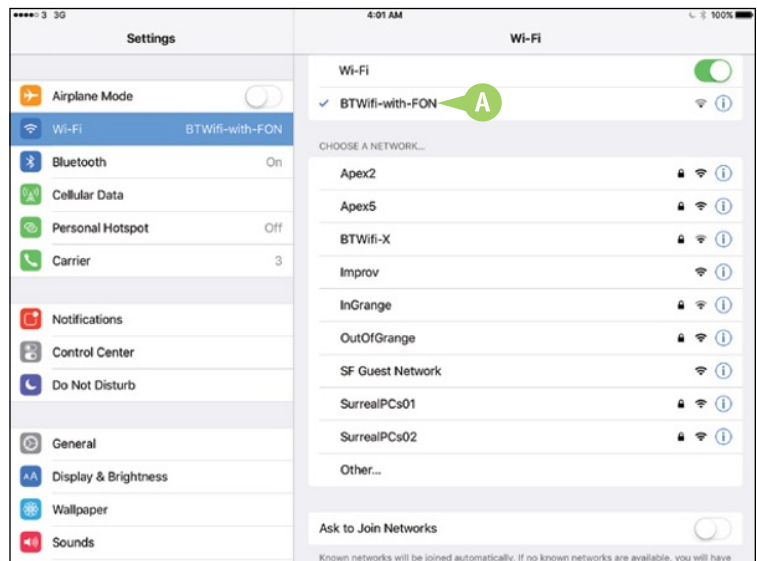 3 3G
4:01 AM
100%
Settings
Airplane Mode
Wi-Fi BTWifi-with-FON
Bluetooth On
Cellular Data
Personal Hotspot Off
Carrier 3
Notifications
Control Center
Do Not Disturb
General
AA Display & Brightness
Wallpaper
Sounds
Wi-Fi
Wi-Fi
BTWifi-with-FON A
CHOOSE A NETWORK...
Apex2
Apex5
BTWifi-X
Improv
InGrange
OutOfGrange
SF Guest Network
SurrealPCs01
SurrealPCs02
Other...
Ask to Join Networks
Known networks will be joined automatically. If no known networks are available, you will have